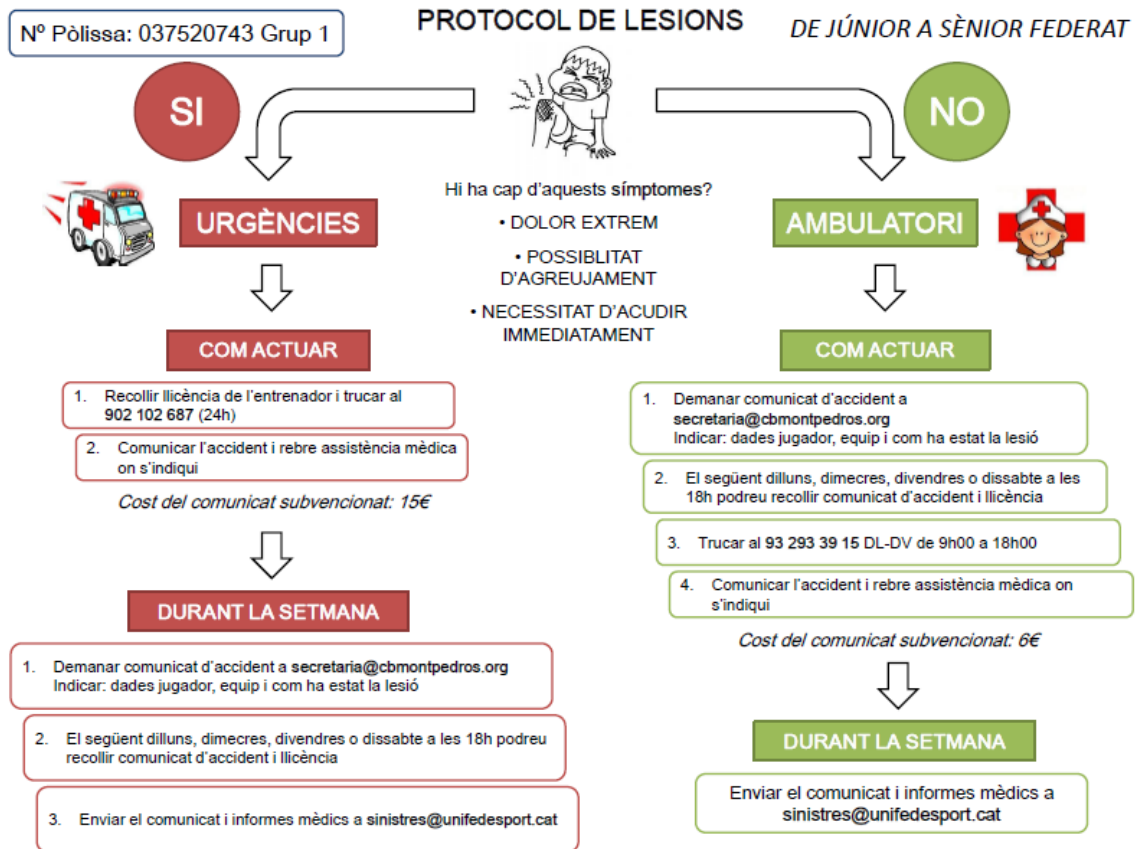 Nº Pòlissa: 037520743 Grup 1
PROTOCOL DE LESIONS
DE JÚNIOR A SÈNIOR FEDERAT
SI
NO
Hi ha cap d'aquests símptomes?
• DOLOR EXTREM
• POSSIBLITAT
D'AGREUJAMENT
• NECESSITAT D'ACUDIR
IMMEDIATAMENT
URGÈNCIES
COM ACTUAR
1. Recollir llicència de l'entrenador i trucar al
902 102 687 (24h)
2. Comunicar l'accident i rebre assistència mèdica
on s'indiqui
Cost del comunicat subvencionat: 15€
DURANT LA SETMANA
1. Demanar comunicat d'accident a secretaria@cbmontpedros.org
Indicar: dades jugador, equip i com ha estat la lesió
2. El següent dilluns, dimecres, divendres o dissabte a les 18h podreu
recollir comunicat d'accident i llicència
3. Enviar el comunicat i informes mèdics a sinistres@unifedesport.cat
AMBULATORI
COM ACTUAR
1. Demanar comunicat d'accident a
secretaria@cbmontpedros.org
Indicar: dades jugador, equip i com ha estat la lesió
2. El següent dilluns, dimecres, divendres o dissabte a les
18h podreu recollir comunicat d'accident i llicència
3. Trucar al 93 293 39 15 DL-DV de 9h00 a 18h00
4. Comunicar l'accident i rebre assistència mèdica on
s'indiqui
Cost del comunicat subvencionat: 6€
DURANT LA SETMANA
Enviar el comunicat i informes mèdics a
sinistres@unifedesport.cat